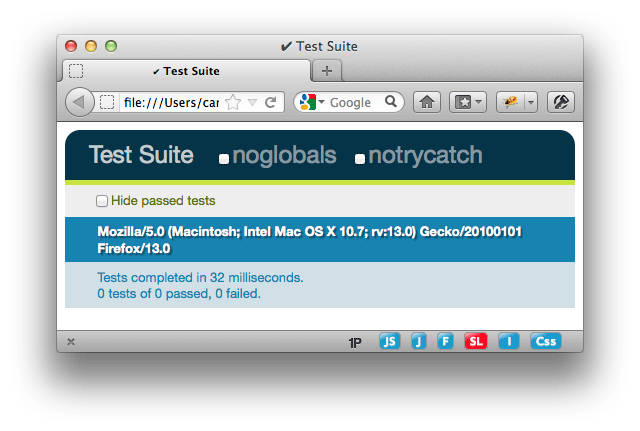 ✔ Test Suite
✔ Test Suite
file:///Users/car
Google
Test Suite noglobals notrycatch
Hide passed tests
Mozilla/5.0 (Macintosh; Intel Mac OS X 10.7; rv:13.0) Gecko/20100101
Firefox/13.0
Tests completed in 32 milliseconds.
0 tests of 0 passed, 0 failed.
1P JS J F SL I Css